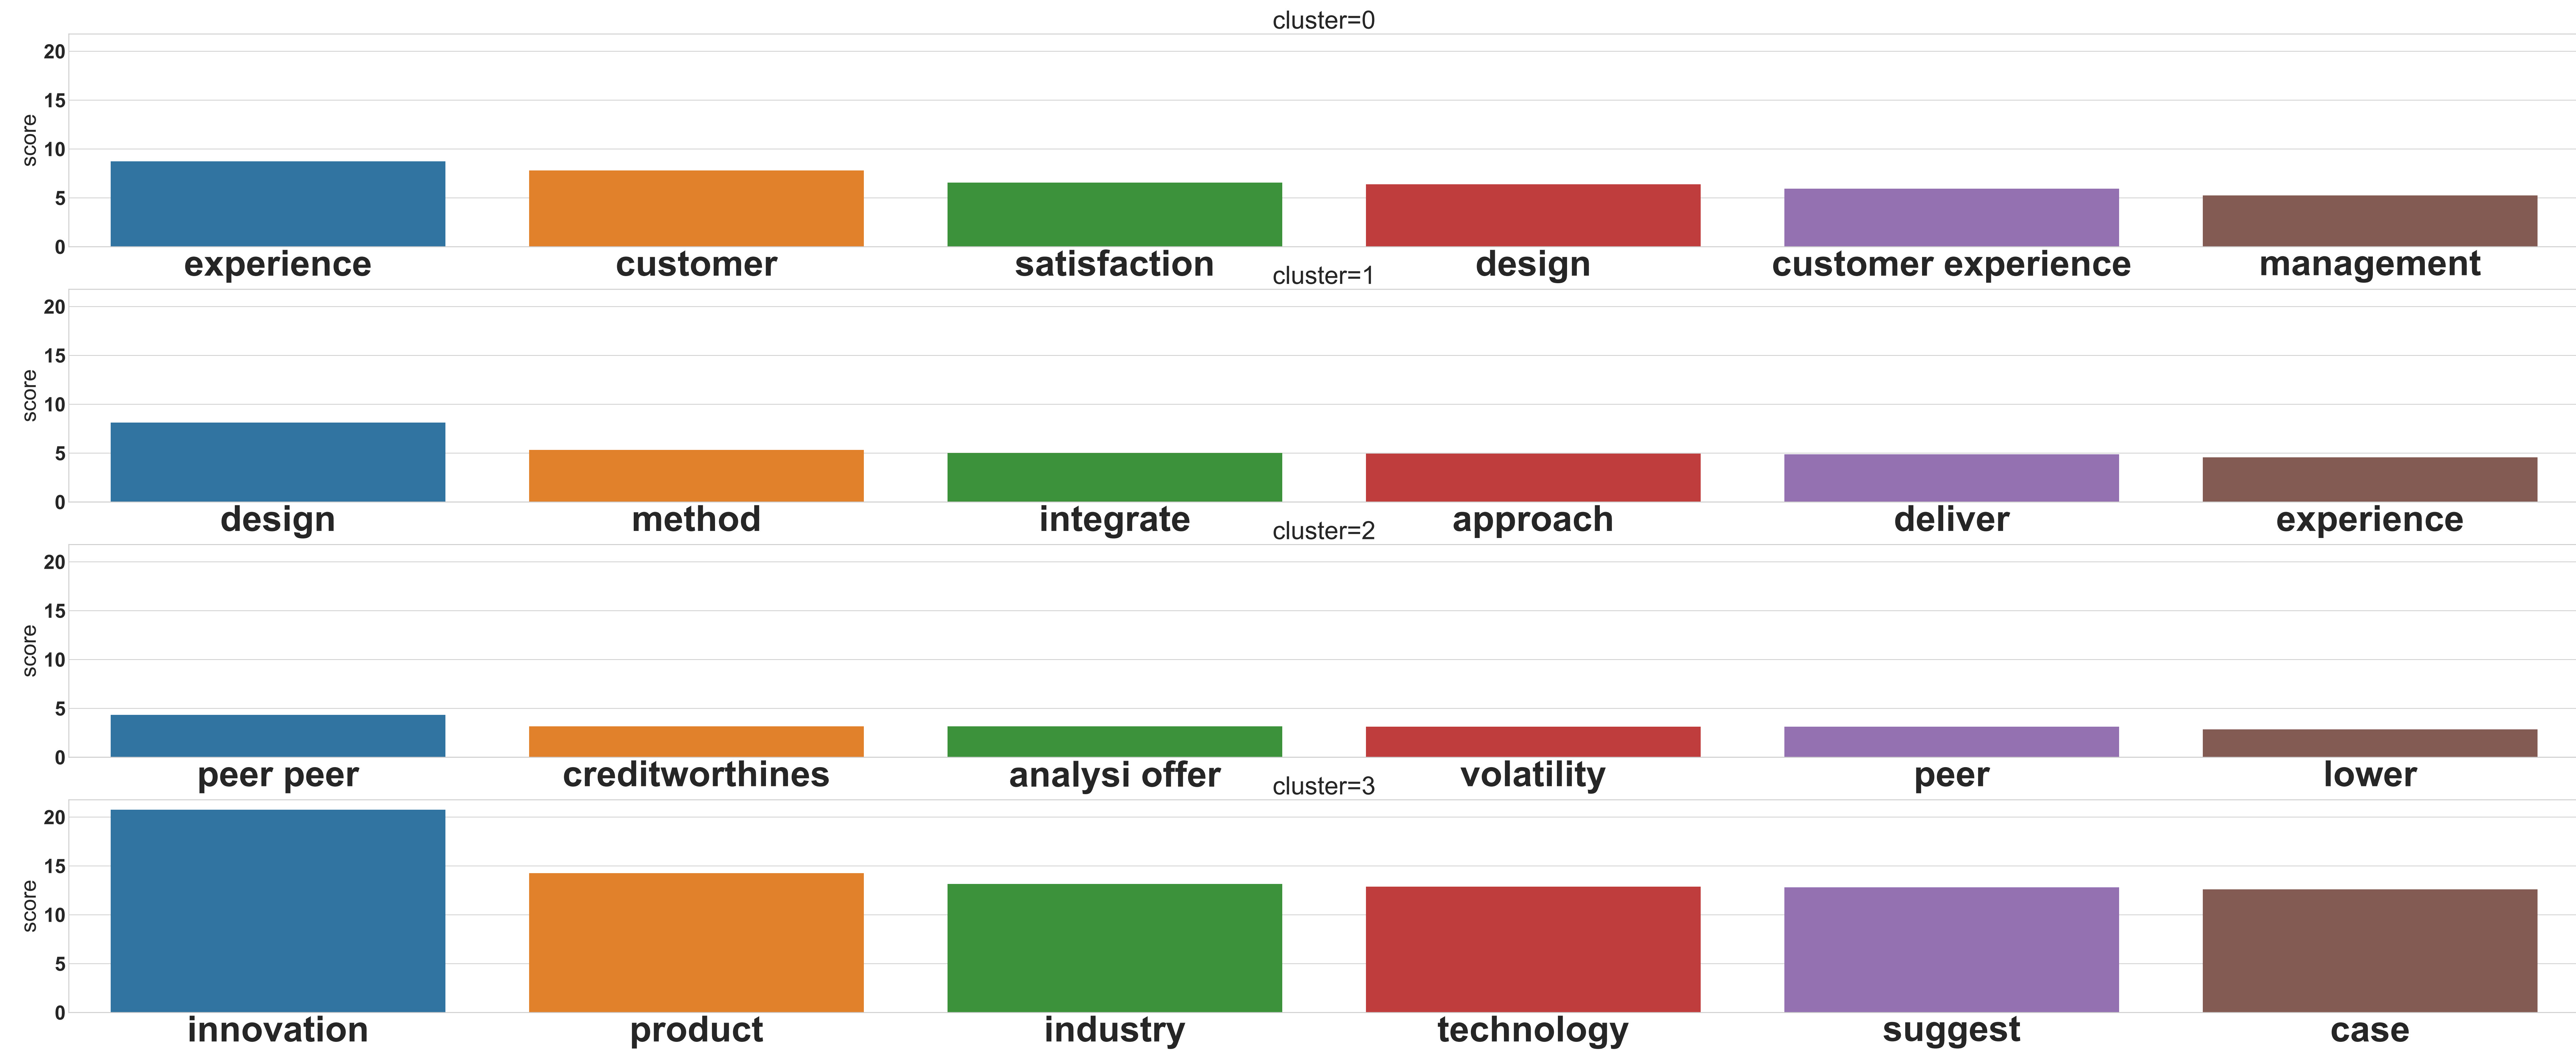 cluster=0
20
15
10
5
0
score
experience customer satisfaction design customer experience management
cluster=1
20
15
10
5
0
score
design method integrate approach deliver experience
cluster=2
20
15
10
5
0
score
peer peer creditworthines analysi offer volatility peer lower
cluster=3
20
15
10
5
0
score
innovation product industry technology suggest case